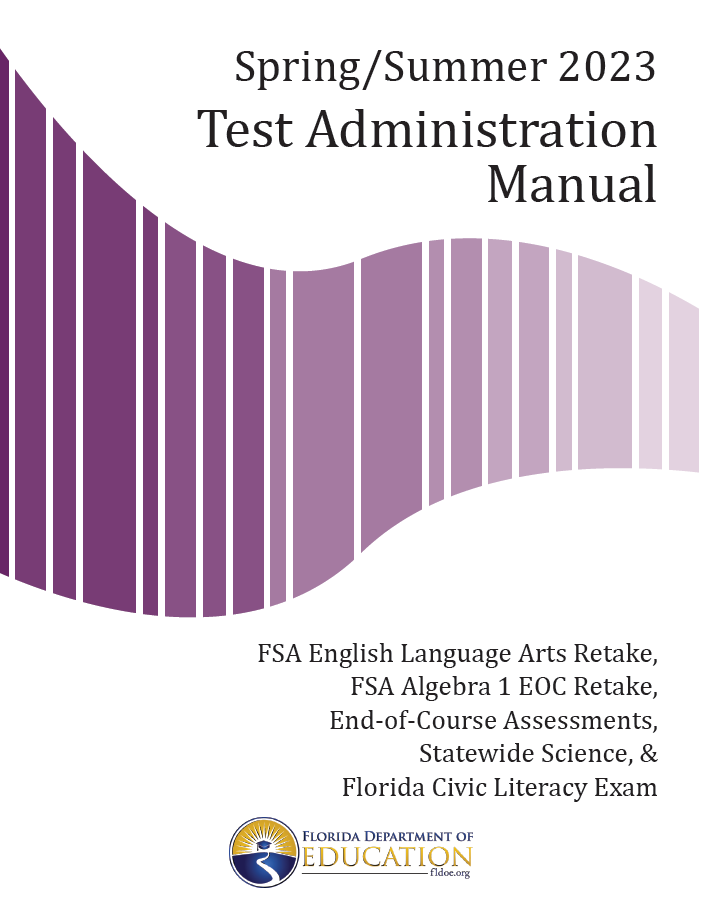 Spring/Summer 2023
Test Administration
Manual
FSA English Language Arts Retake,
FSA Algebra 1 EOC Retake,
End-of-Course Assessments,
Statewide Science, &
Florida Civic Literacy Exam
FLORIDA DEPARTMENT OF
EDUCATION
fldoe.org